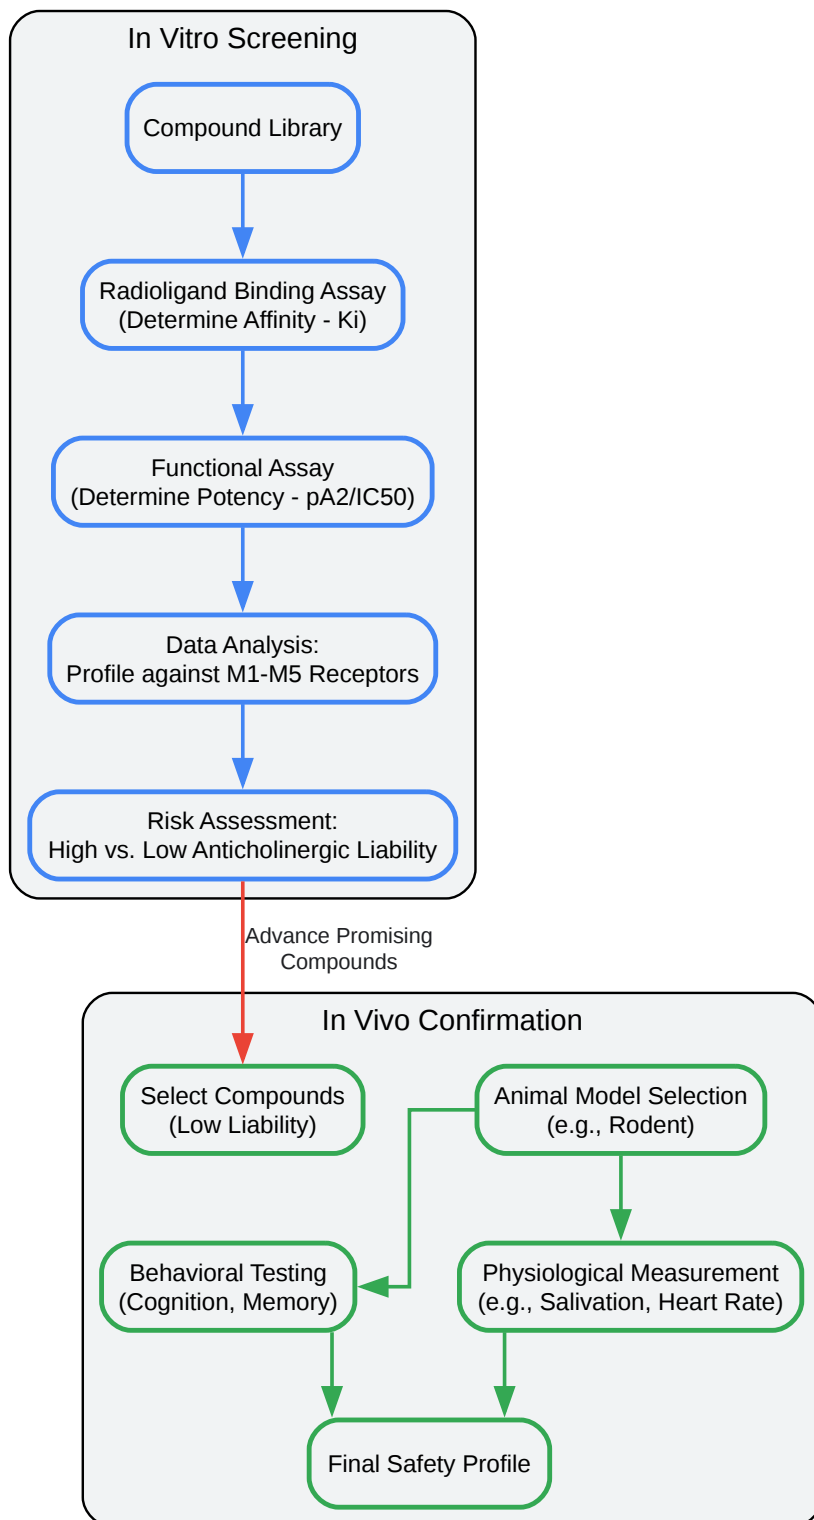 In Vitro Screening
Compound Library
Radioligand Binding Assay
(Determine Affinity - Ki)
Functional Assay
(Determine Potency - pA2/IC50)
Data Analysis:
Profile against M1-M5 Receptors
Risk Assessment:
High vs. Low Anticholinergic Liability
Advance Promising
Compounds
In Vivo Confirmation
Select Compounds
(Low Liability)
Animal Model Selection
(e.g., Rodent)
Behavioral Testing
(Cognition, Memory)
Physiological Measurement
(e.g., Salivation, Heart Rate)
Final Safety Profile